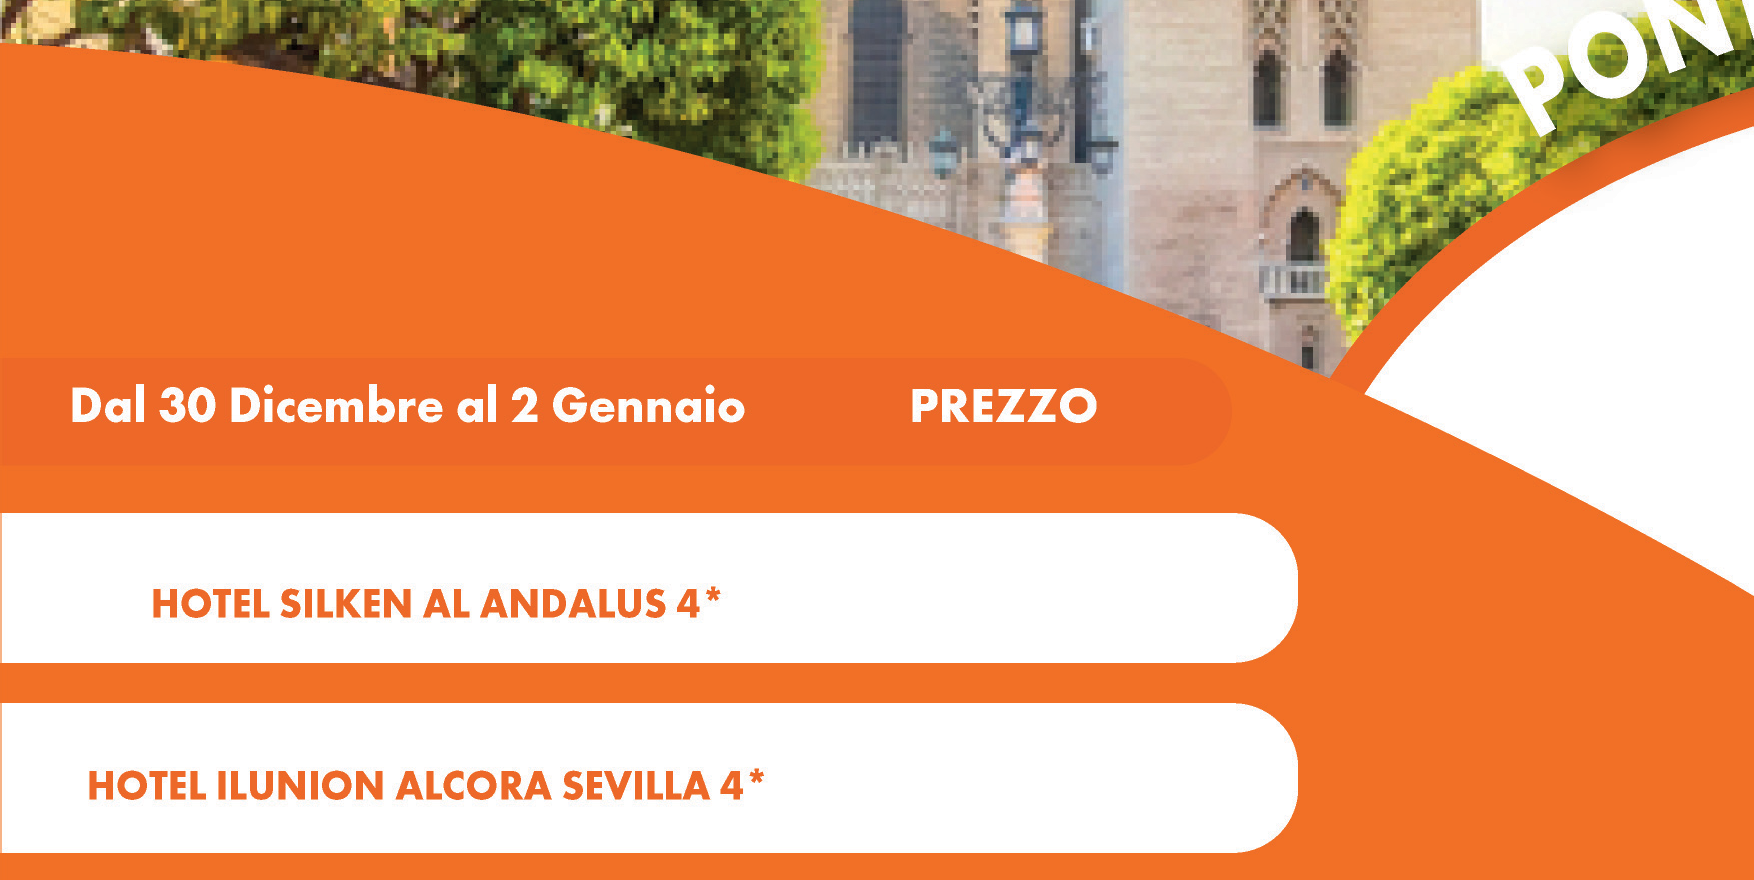 PON
Dal 30 Dicembre al 2 Gennaio PREZZO
HOTEL SILKEN AL ANDALUS 4*
HOTEL ILUNION ALCORA SEVILLA 4*